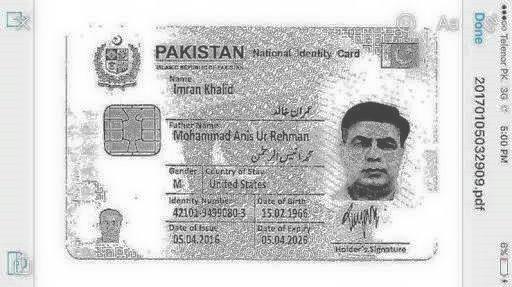 PAKISTAN National Identity Card
ISLAMIC REPUBLIC OF PAKISTAN
Name
Imran Khalid
عمران خالد
Father Name
Mohammad Anis Ur Rehman
محمد انیس الرحمٰن
Gender Country of Stay
M United States
Identity Number Date of Birth
42101-9499080-3 15.02.1966
Date of Issue Date of Expiry
05.04.2016 05.04.2026
Holder's Signature
Aa
Done
20170105032909.pdf
Telenor PK 3G 5:00 PM 6%